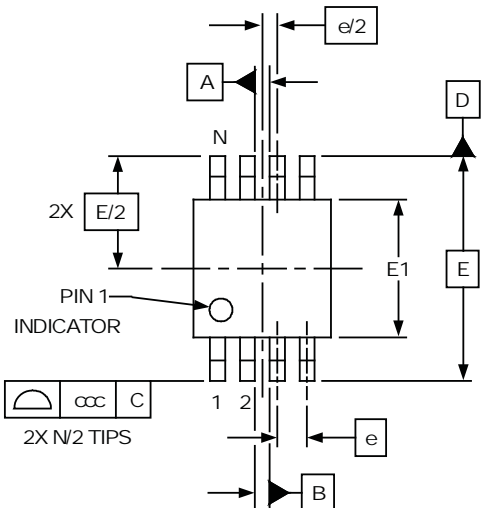 e/2
A
D
N
2X E/2
E1
E
PIN 1
INDICATOR
ccc C
1 2
2X N/2 TIPS
e
B